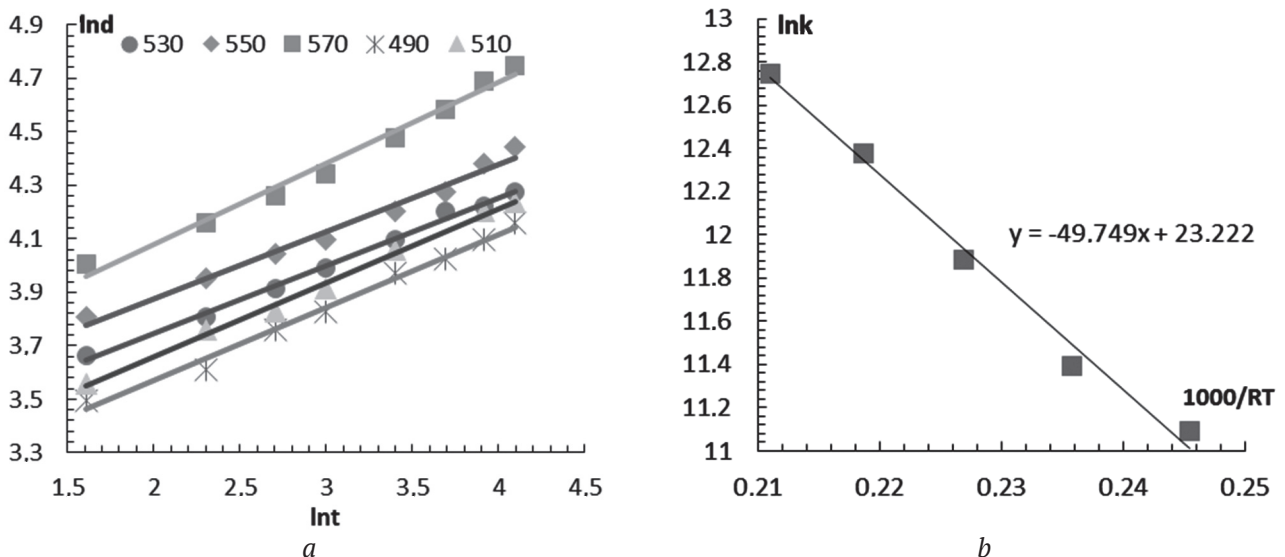 lnd
530 550 570 490 510
4.9
4.7
4.5
4.3
4.1
3.9
3.7
3.5
3.3
1.5 2 2.5 3 3.5 4 4.5
lnt
a
lnk
13
12.8
12.6
12.4
12.2
12
11.8
11.6
11.4
11.2
11
y = -49.749x + 23.222
1000/RT
0.21 0.22 0.23 0.24 0.25
b